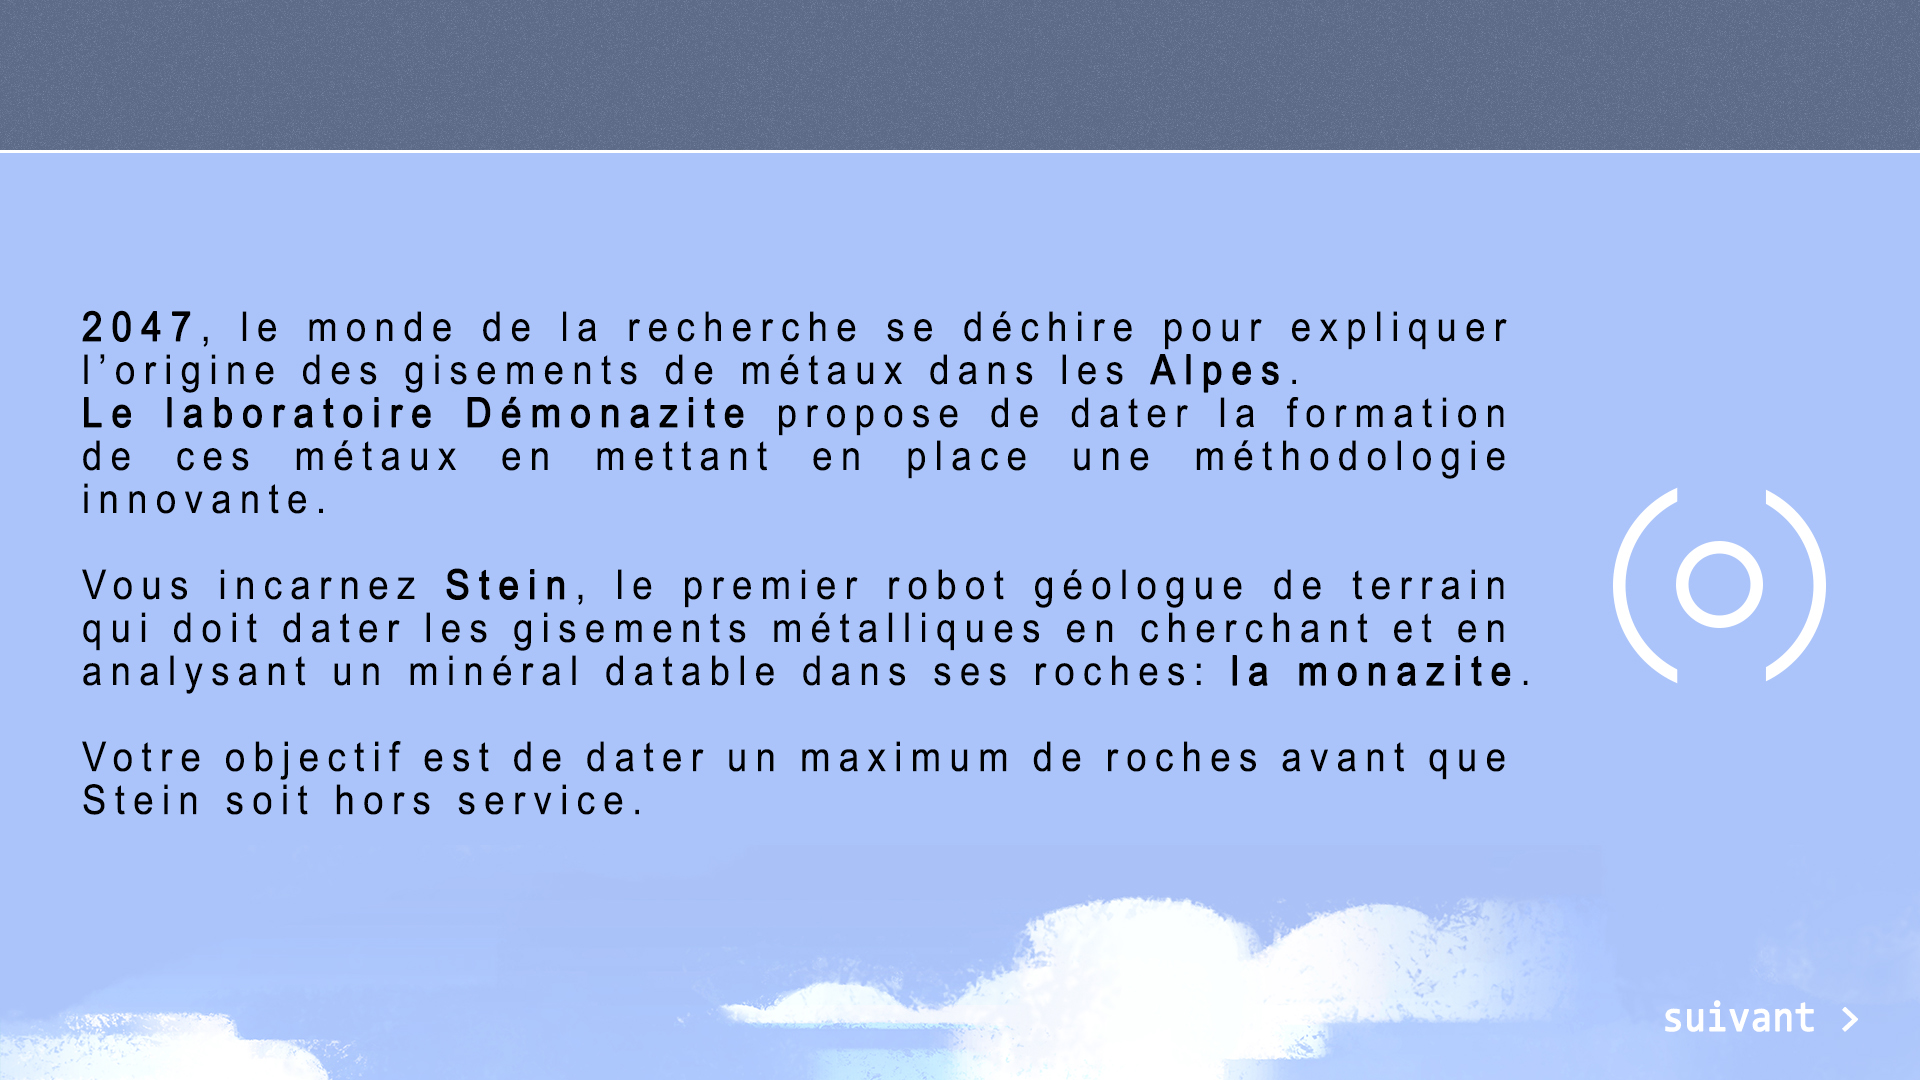 2047, le monde de la recherche se déchire pour expliquer
l’origine des gisements de métaux dans les Alpes.
Le laboratoire Démonazite propose de dater la formation
de ces métaux en mettant en place une méthodologie
innovante.
Vous incarnez Stein, le premier robot géologue de terrain
qui doit dater les gisements métalliques en cherchant et en
analysant un minéral datable dans ses roches: la monazite.
Votre objectif est de dater un maximum de roches avant que
Stein soit hors service.
suivant >